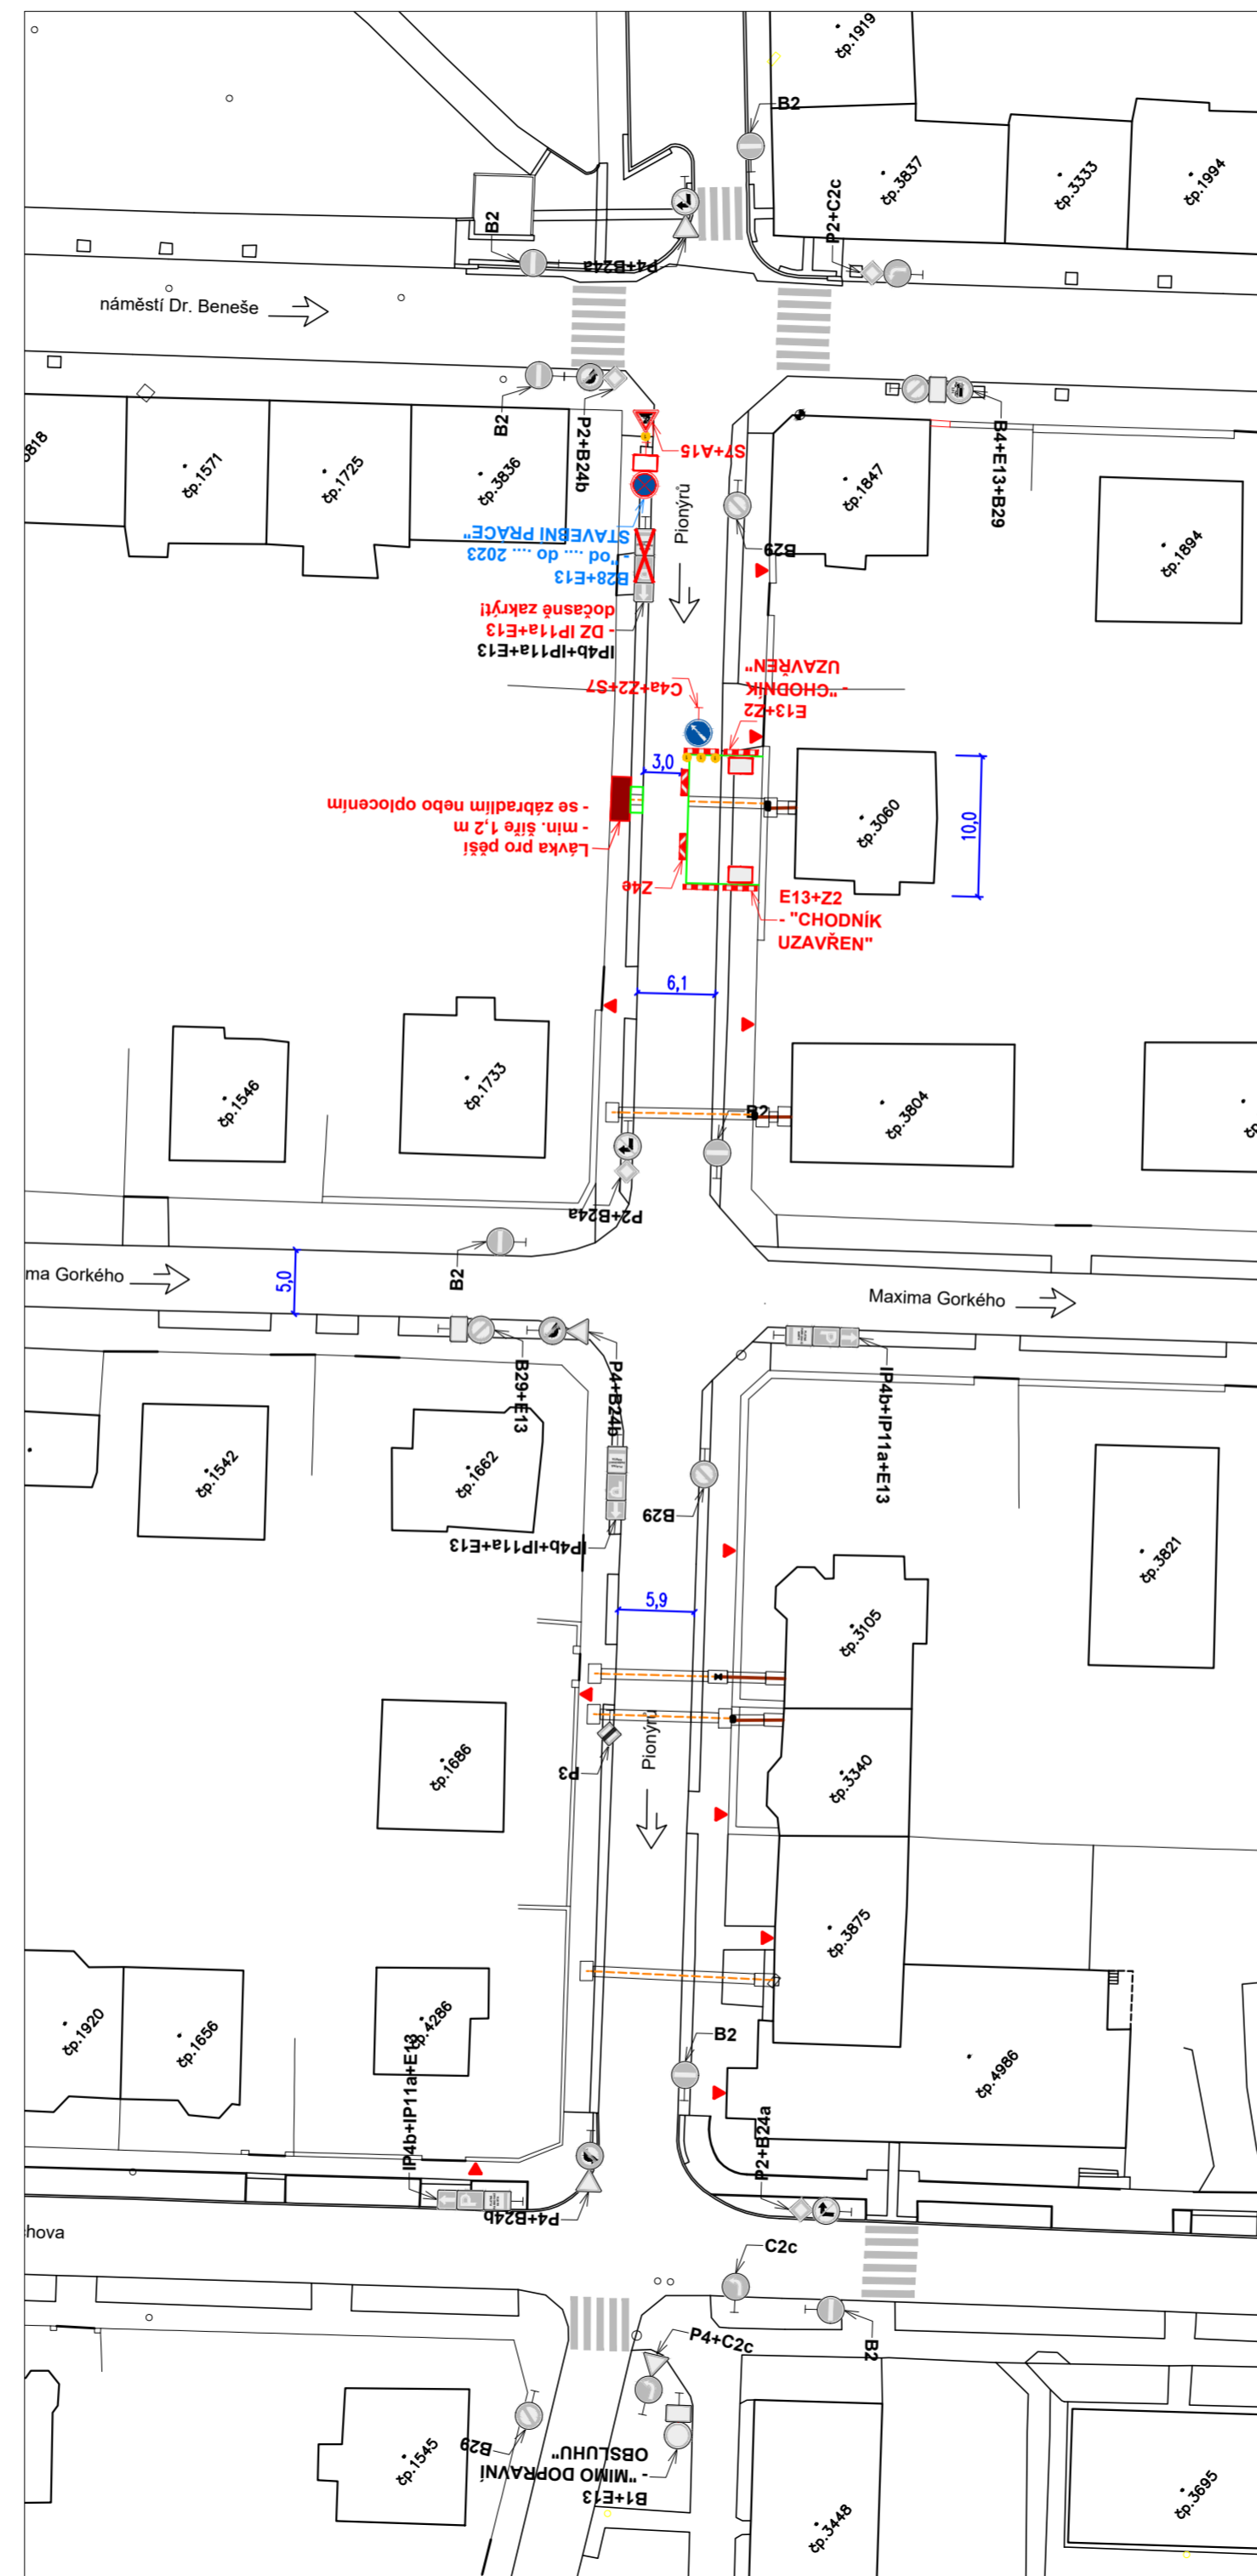 čp.1919
B2
čp.3837
čp.3333
čp.1994
P2+C2c
B2
P4+B24a
náměstí Dr. Beneše
B2
P2+B24b
S7+A15
B4+E13+B29
čp.1571
čp.1725
čp.3836
čp.1847
čp.1894
Pionýrů
B29
B28+E13
- "od .... do .... 2023
STAVEBNÍ PRÁCE"
IP4b+IP11a+E13
- DZ IP11a+E13
dočasně zakrýt!
E13+Z2
- "CHODNÍK
UZAVŘEN"
C4a+Z2+S7
3,0
čp.3060
10,0
Lávka pro pěší
- min. šíře 1,2 m
- se zábradlím nebo oplocením
Z4e
E13+Z2
- "CHODNÍK
UZAVŘEN"
6,1
čp.1546
čp.1733
čp.3804
B2
P2+B24a
B2
ma Gorkého
5,0
Maxima Gorkého
B29+E13
P4+B24b
IP4b+IP11a+E13
čp.1542
čp.1662
B29
IP4b+IP11a+E13
čp.3821
5,9
čp.3105
Pionýrů
P3
čp.1686
čp.3340
čp.3875
čp.1920
čp.1656
čp.4286
IP4b+IP11a+E13
B2
čp.4986
P2+B24a
P4+B24b
chova
C2c
B2
P4+C2c
B29
čp.1545
B1+E13
- "MIMO DOPRAVNÍ
OBSLUHU"
čp.3448
čp.3695